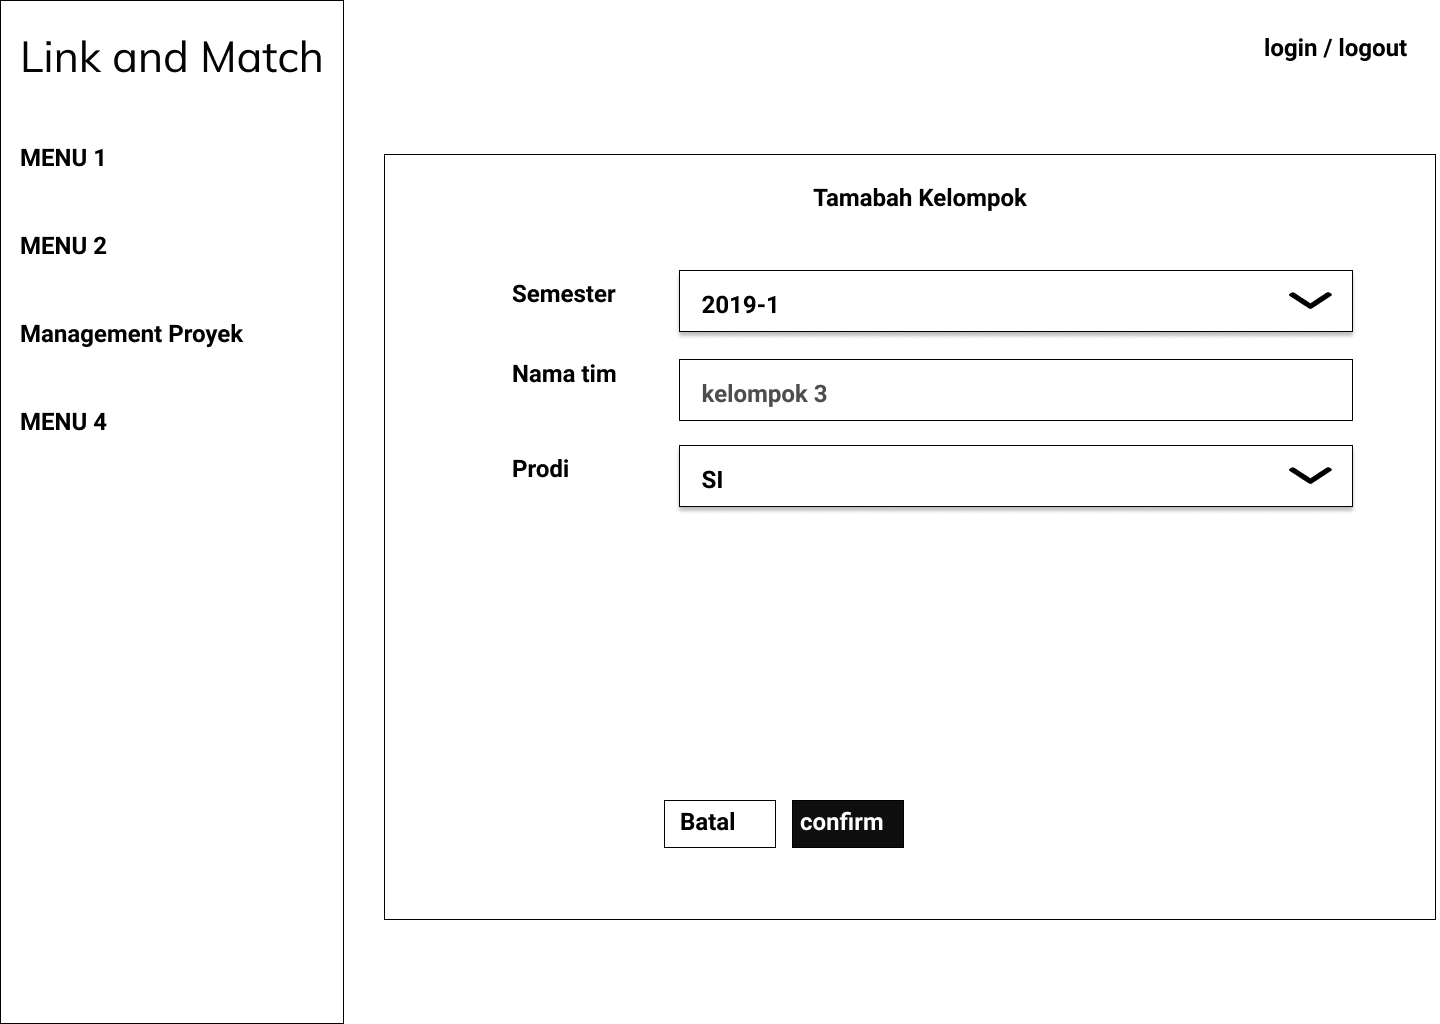 Link and Match
login / logout
MENU 1
MENU 2
Management Proyek
MENU 4
Tamabah Kelompok
Semester
2019-1
Nama tim
kelompok 3
Prodi
SI
Batal
confirm